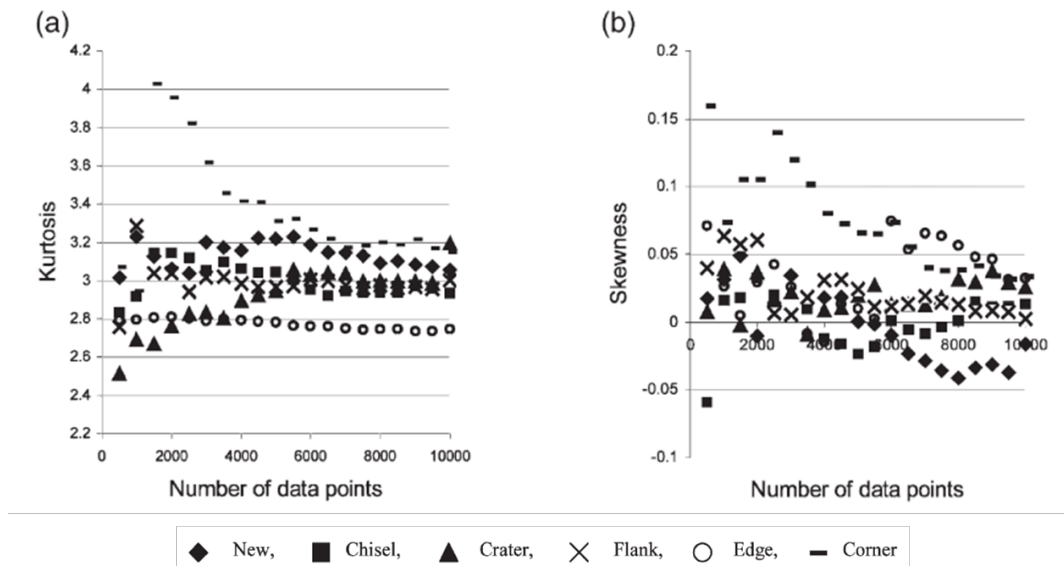 (a)
4.2
4
3.8
3.6
3.4
3.2
3
2.8
2.6
2.4
2.2
Kurtosis
0 2000 4000 6000 8000 10000
Number of data points
(b)
0.2
0.15
0.1
0.05
0
-0.05
-0.1
Skewness
0 2000 4000 6000 8000 10000
Number of data points
New, Chisel, Crater, Flank, Edge, Corner